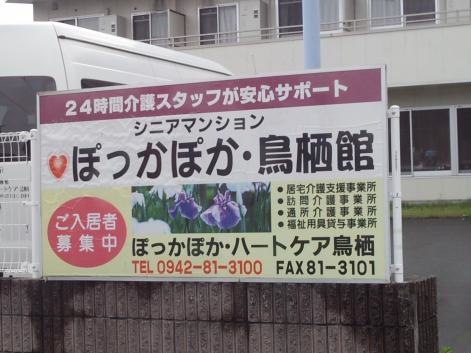 24時間介護スタッフが安心サポート
シニアマンション
ぽっかぽか・鳥栖館
ご入居者
募集中
●居宅介護支援事業所
●訪問介護事業所
●通所介護事業所
●福祉用具貸与事業所
ぽっかぽか・ハートケア鳥栖
TEL 0942-81-3100 FAX81-3101